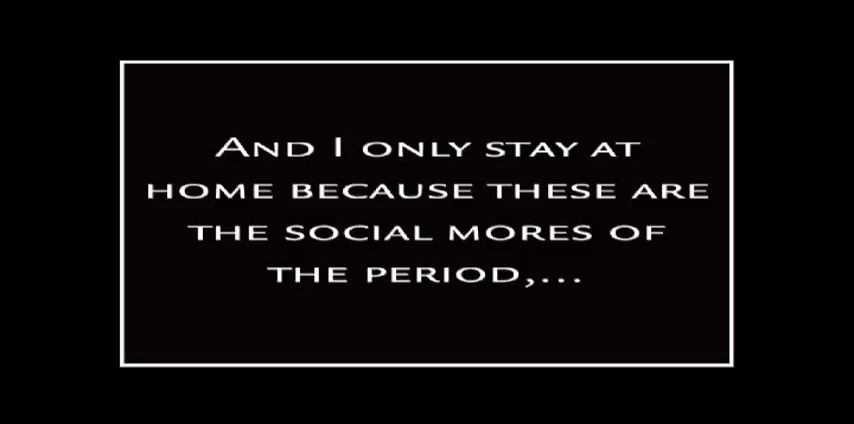 And I only stay at
home because these are
the social mores of
the period,...